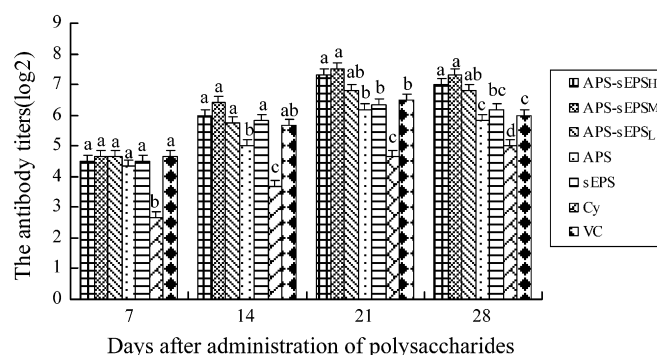 The antibody titers(log2)
9
8
7
6
5
4
3
2
1
0
a a a a a b a
a a a b a c ab
a a ab b b c b
a a ab c bc d c
7 14 21 28
Days after administration of polysaccharides
APS-sEPSH
APS-sEPSM
APS-sEPSL
APS
sEPS
Cy
VC